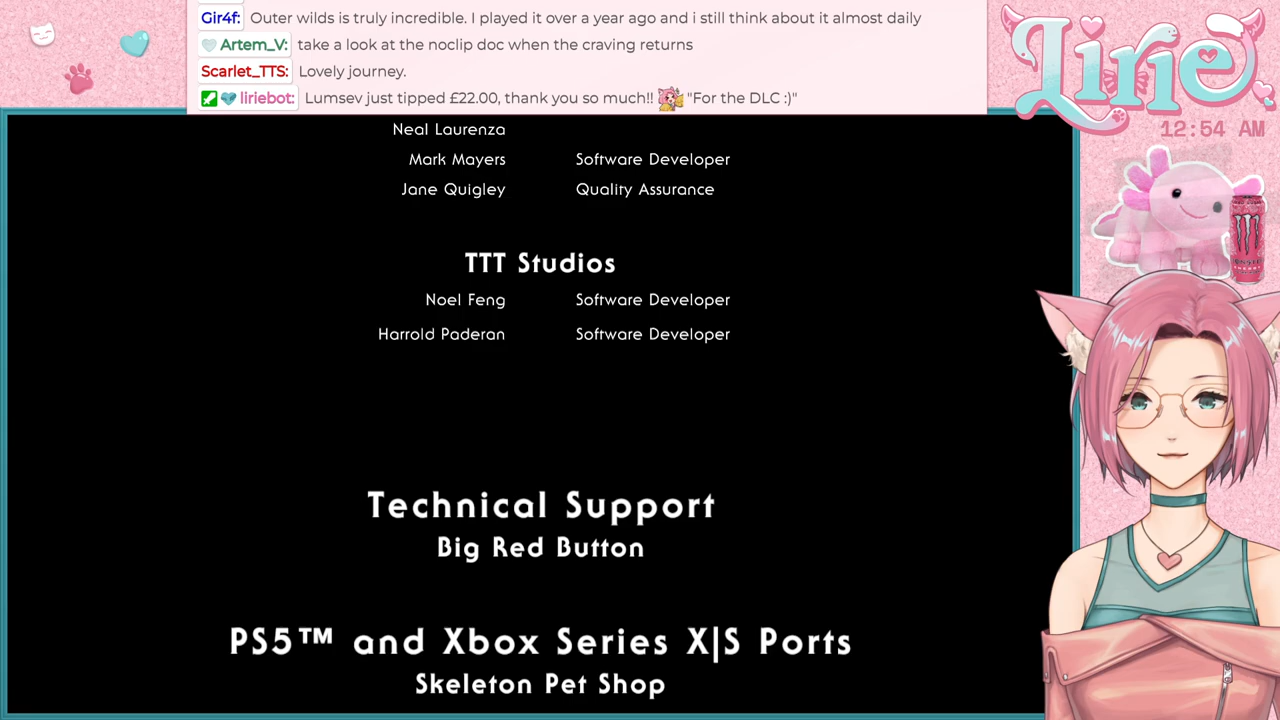 Gir4f: Outer wilds is truly incredible. I played it over a year ago and i still think about it almost daily
Artem_V: take a look at the noclip doc when the craving returns
Scarlet_TTS: Lovely journey.
liriebot: Lumsev just tipped £22.00, thank you so much!! "For the DLC :)"
Lirie
12:54 AM
Neal Laurenza
Mark Mayers Software Developer
Jane Quigley Quality Assurance
TTT Studios
Noel Feng Software Developer
Harrold Paderan Software Developer
Technical Support
Big Red Button
PS5™ and Xbox Series X|S Ports
Skeleton Pet Shop